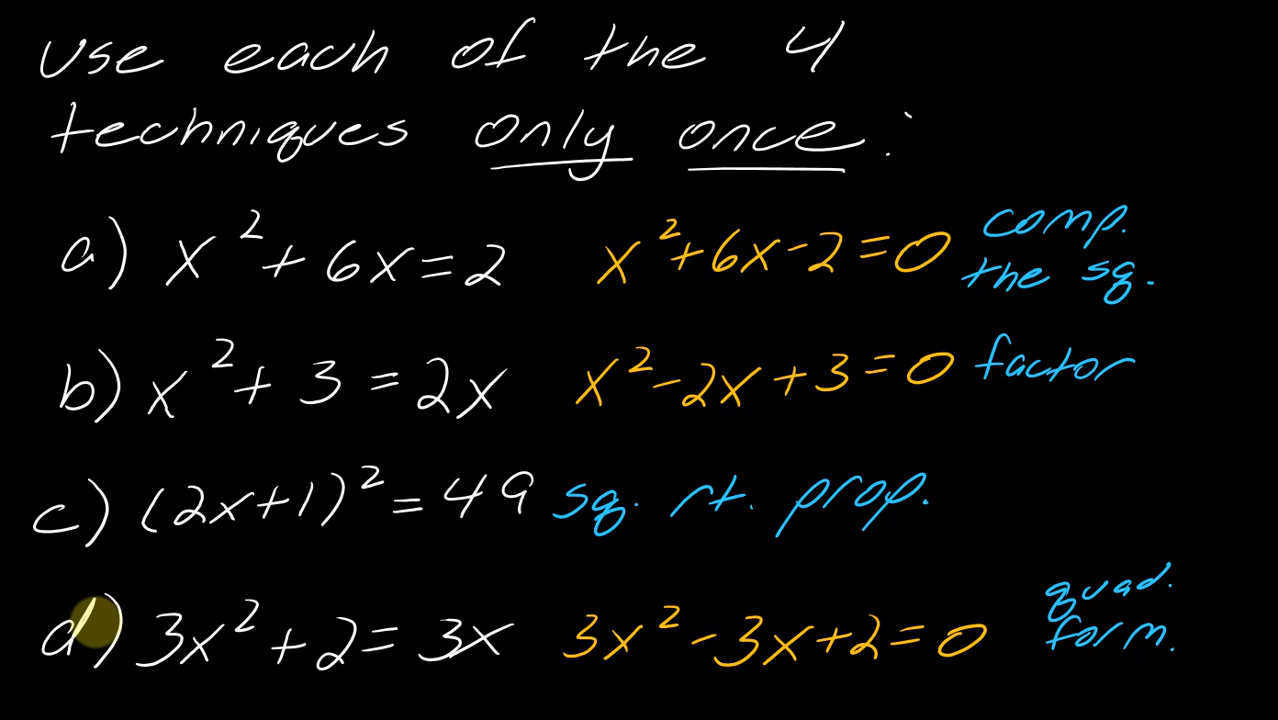 use each of the 4
techniques only once:
a) x² + 6x = 2 x² + 6x - 2 = 0 comp. the sq.
b) x² + 3 = 2x x² - 2x + 3 = 0 factor
c) (2x+1)² = 49 sq. rt. prop.
d) 3x² + 2 = 3x 3x² - 3x + 2 = 0 quad. form.